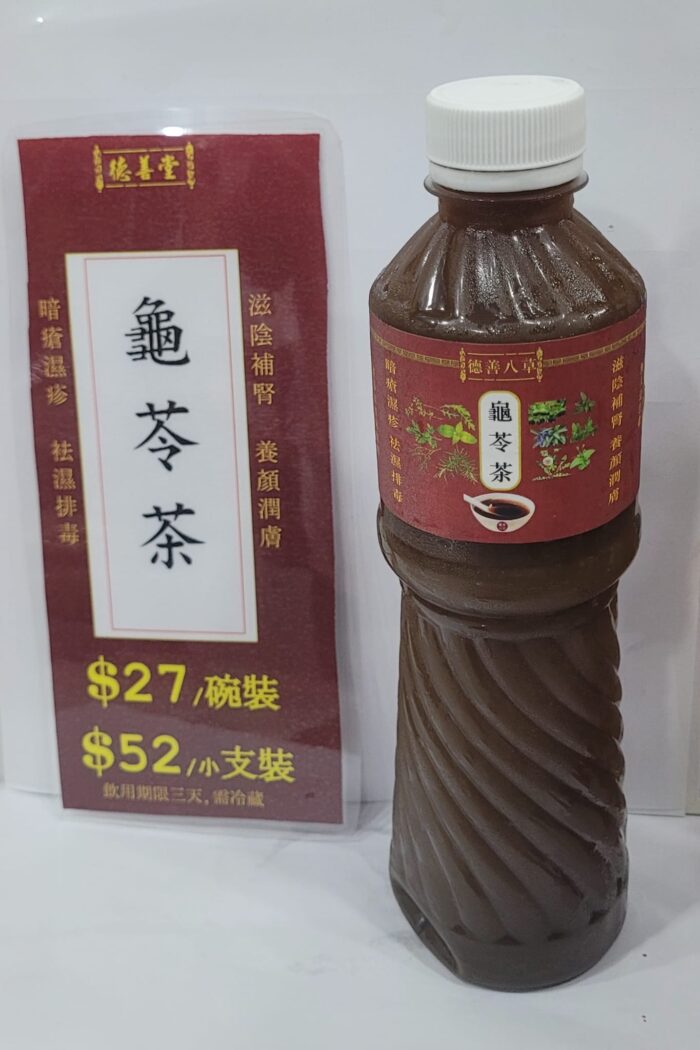 德善堂
龜苓茶
滋陰補腎 養顏潤膚
暗瘡濕疹 祛濕排毒
$27/碗裝
$52/小支裝
飲用期限三天，需冷藏
德善八草
龜苓茶
滋陰補腎 養顏潤膚
暗瘡濕疹 祛濕排毒